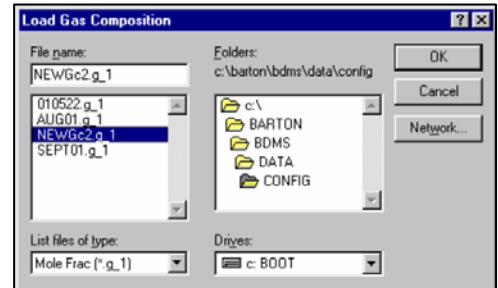 Load Gas Composition
File name:
NEWGc2.g_1
010522.g_1
AUG01.g_1
NEWGc2.g_1
SEPT01.g_1
List files of type:
Mole Frac (*.g_1)
Folders:
c:\barton\bdms\data\config
c:\
BARTON
BDMS
DATA
CONFIG
Drives:
c: BOOT
OK
Cancel
Network...